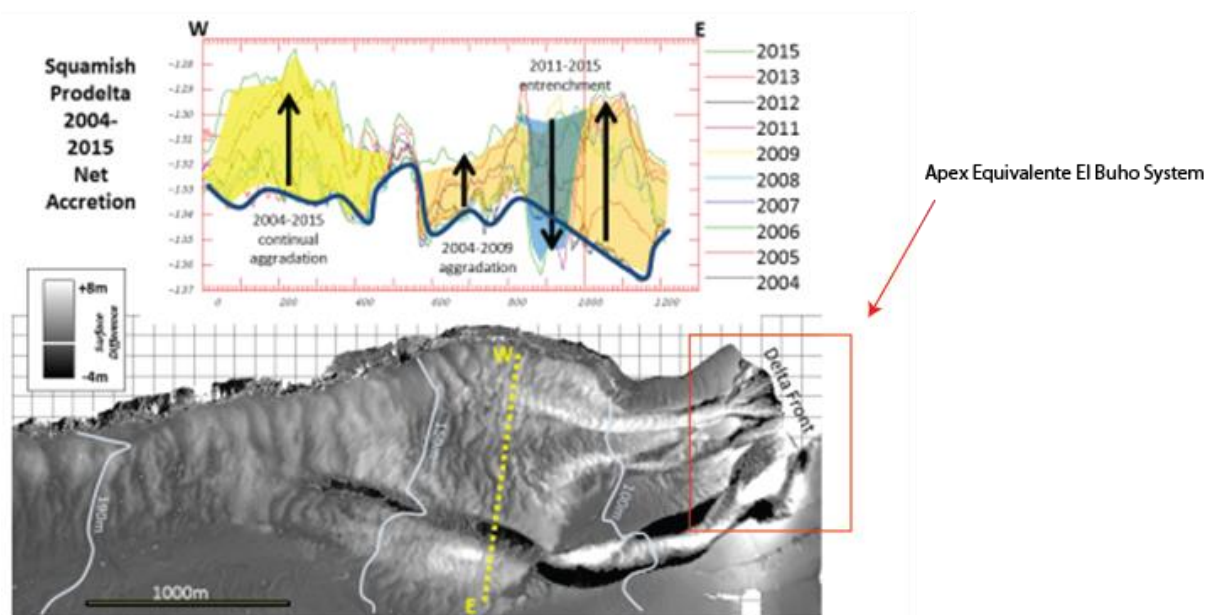 W
E
Squamish
Prodelta
2004-
2015
Net
Accretion
-128
-129
-130
-131
-132
-133
-134
-135
-136
-137
2011-2015
entrenchment
2004-2015
continual
aggradation
2004-2009
aggradation
0
200
400
600
800
1000
1200
2015
2013
2012
2011
2009
2008
2007
2006
2005
2004
Apex Equivalente El Buho System
+8m
Surface
Difference
-4m
W
Delta Front
150m
100m
190m
1000m
E